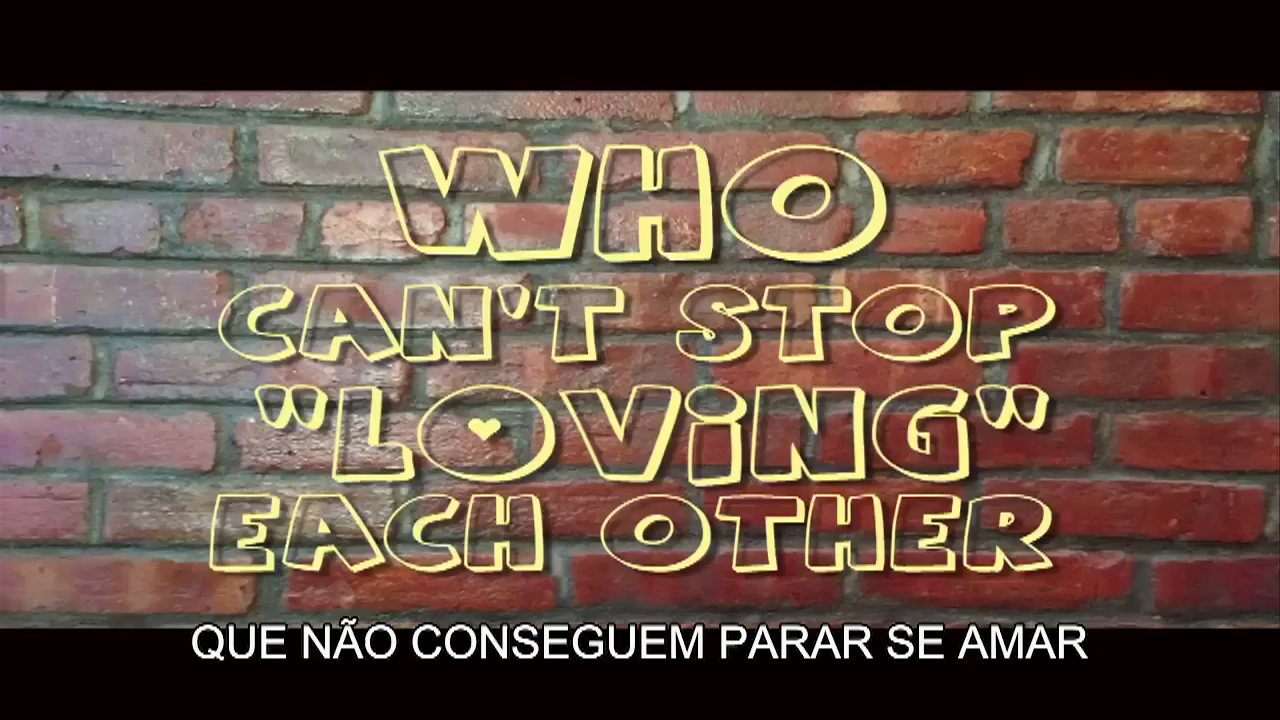 WHO
CAN'T STOP
"LOViNG"
EACH OTHER
QUE NÃO CONSEGUEM PARAR SE AMAR